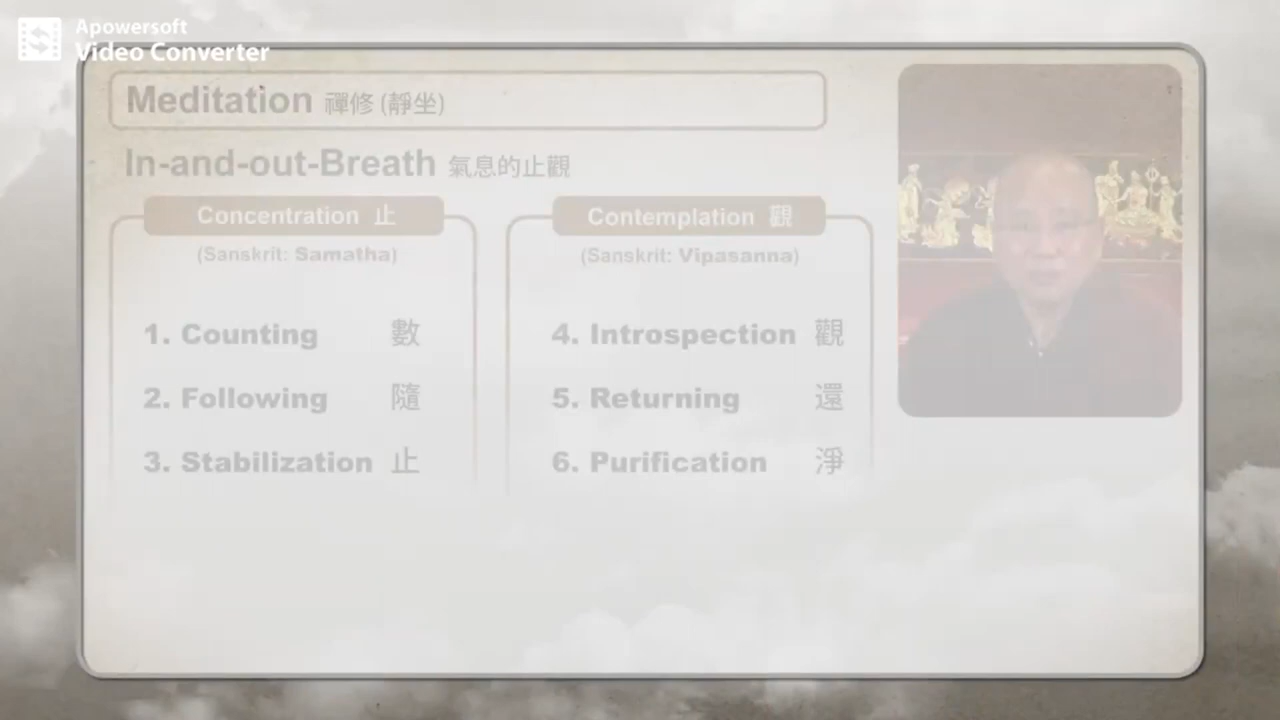 Apowersoft
Video Converter
Meditation 禪修 (靜坐)
In-and-out-Breath 氣息的止觀
Concentration 止
(Sanskrit: Samatha)
1. Counting 數
2. Following 隨
3. Stabilization 止
Contemplation 觀
(Sanskrit: Vipasanna)
4. Introspection 觀
5. Returning 還
6. Purification 淨